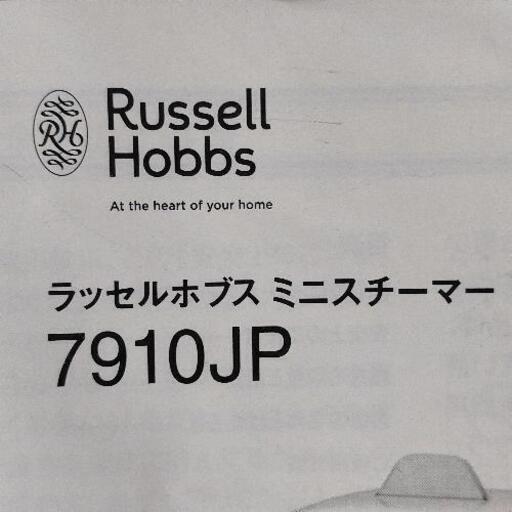 RH
Russell
Hobbs
At the heart of your home
ラッセルホブス ミニスチーマー
7910JP